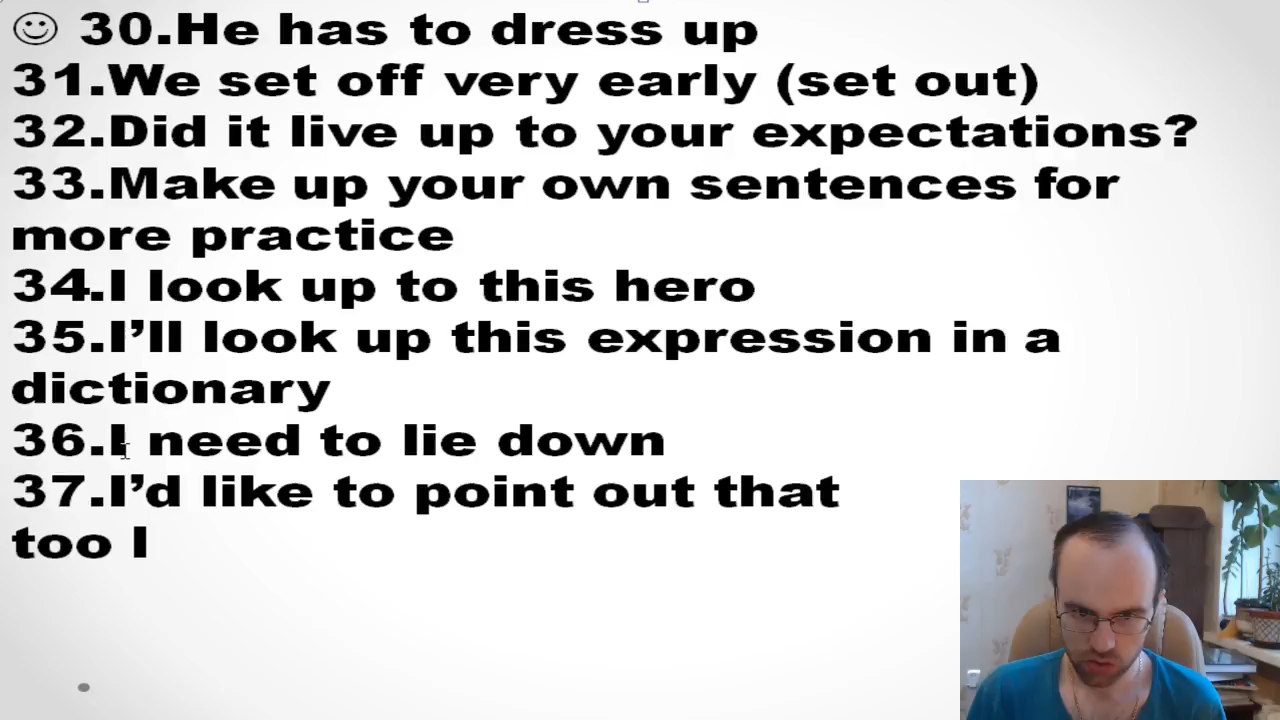 ☺ 30.He has to dress up
31.We set off very early (set out)
32.Did it live up to your expectations?
33.Make up your own sentences for
more practice
34.I look up to this hero
35.I’ll look up this expression in a
dictionary
36.I need to lie down
37.I’d like to point out that
too I